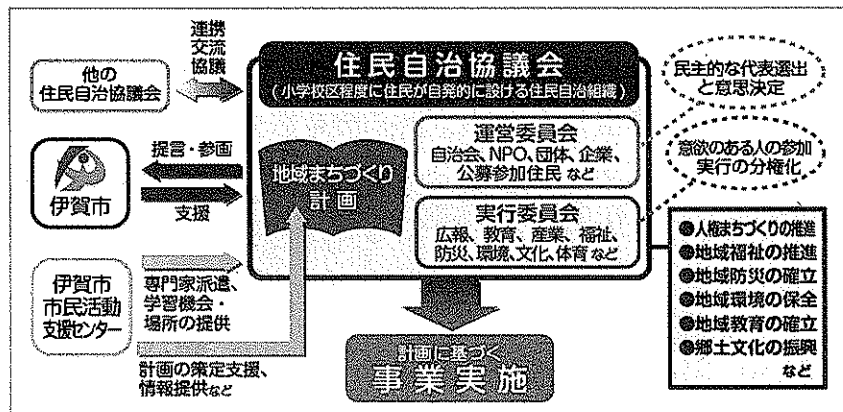 連携
交流
協議
他の
住民自治協議会
住民自治協議会
(小学校区程度に住民が自発的に設ける住民自治組織)
民主的な代表選出
と意思決定
提言・参画
伊賀市
支援
地域まちづくり
計画
運営委員会
自治会、NPO、団体、企業、
公募参加住民 など
意欲のある人の参加
実行の分権化
実行委員会
広報、教育、産業、福祉、
防災、環境、文化、体育 など
●人権まちづくりの推進
●地域福祉の推進
●地域防災の確立
●地域環境の保全
●地域教育の確立
●郷土文化の振興
など
伊賀市
市民活動
支援センター
専門家派遣、
学習機会・
場所の提供
計画の策定支援、
情報提供など
計画に基づく
事業実施